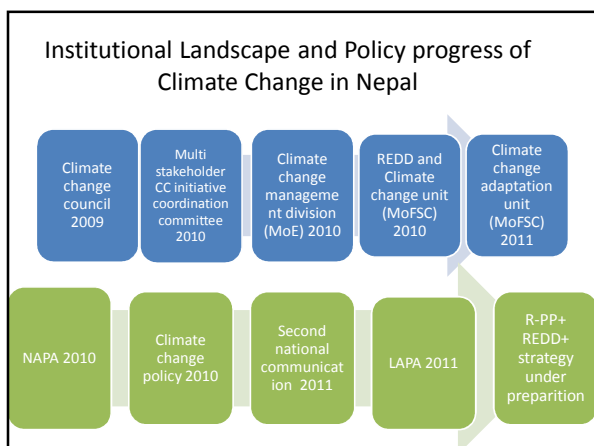 Institutional Landscape and Policy progress of
Climate Change in Nepal
Climate
change
council
2009
Multi
stakeholder
CC initiative
coordination
committee
2010
Climate
change
manageme
nt division
(MoE) 2010
REDD and
Climate
change unit
(MoFSC)
2010
Climate
change
adaptation
unit
(MoFSC)
2011
NAPA 2010
Climate
change
policy 2010
Second
national
communicat
ion 2011
LAPA 2011
R-PP+
REDD+
strategy
under
preparition